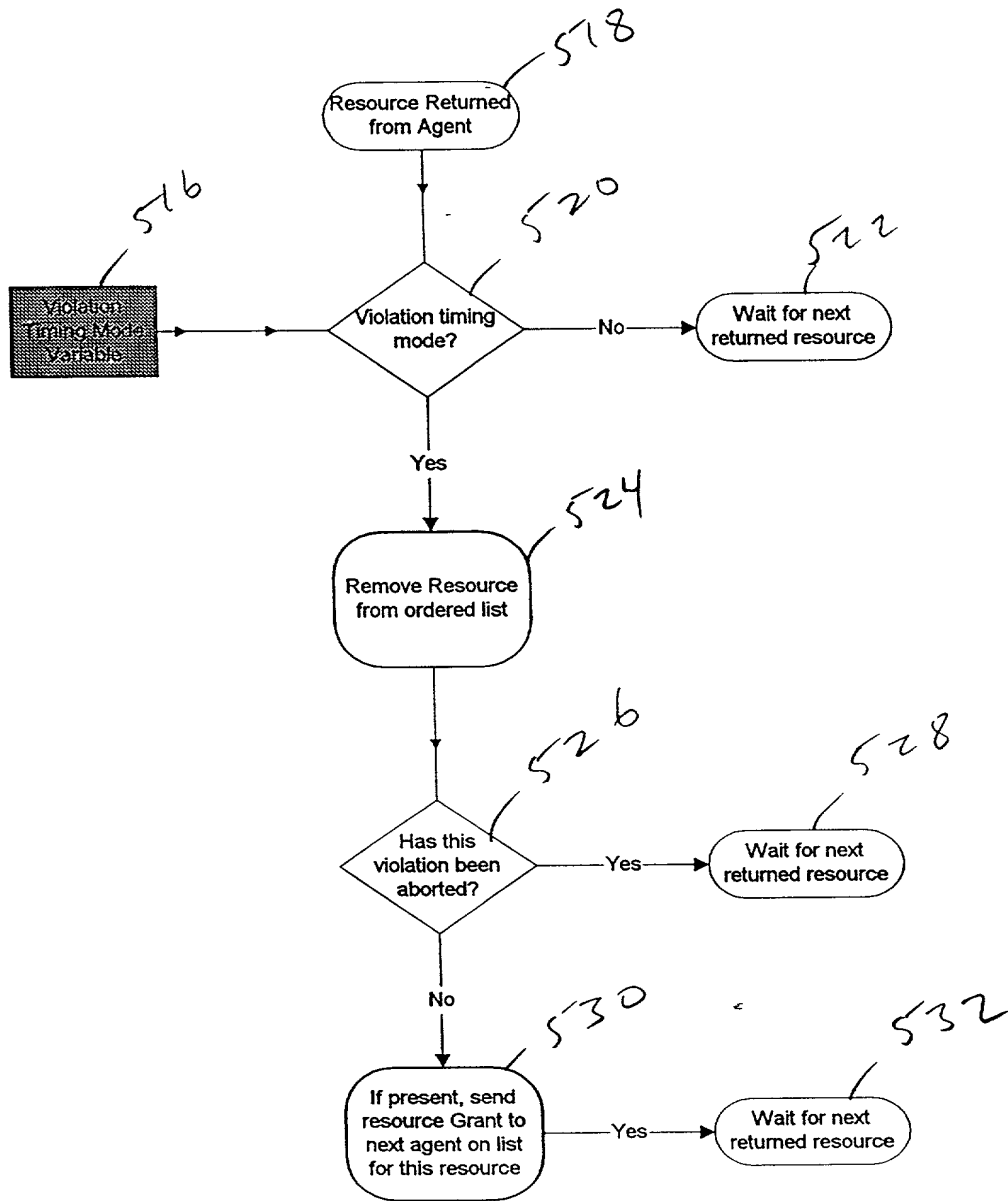 518
Resource Returned
from Agent
516
520
522
Violation
Timing Mode
Variable
Violation timing
mode?
No
Wait for next
returned resource
Yes
524
Remove Resource
from ordered list
526
528
Has this
violation been
aborted?
Yes
Wait for next
returned resource
No
530
532
If present, send
resource Grant to
next agent on list
for this resource
Yes
Wait for next
returned resource